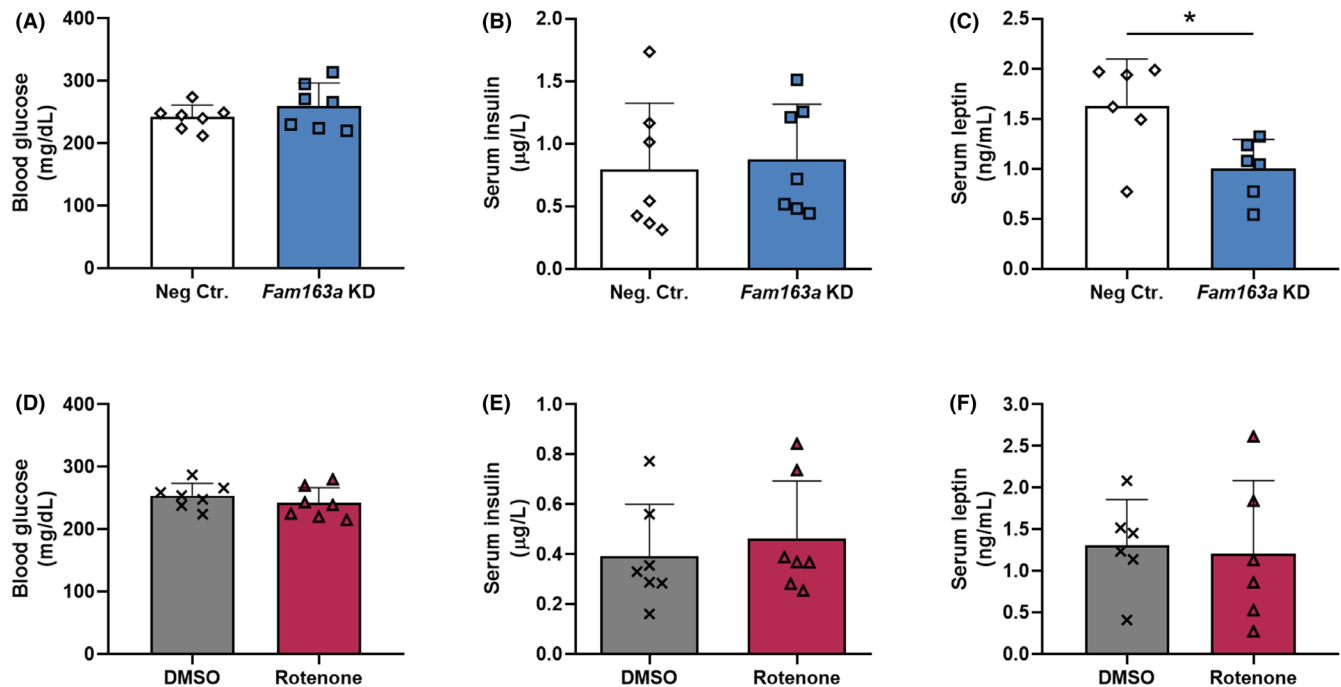 (A)
Blood glucose
(mg/dL)
400
300
200
100
0
Neg Ctr.
Fam163a KD
(B)
Serum insulin
(μg/L)
2.0
1.5
1.0
0.5
0.0
Neg. Ctr.
Fam163a KD
(C)
Serum leptin
(ng/mL)
2.5
2.0
1.5
1.0
0.5
0.0
*
Neg Ctr.
Fam163a KD
(D)
Blood glucose
(mg/dL)
400
300
200
100
0
DMSO
Rotenone
(E)
Serum insulin
(μg/L)
1.0
0.8
0.6
0.4
0.2
0.0
DMSO
Rotenone
(F)
Serum leptin
(ng/mL)
3.0
2.5
2.0
1.5
1.0
0.5
0.0
DMSO
Rotenone